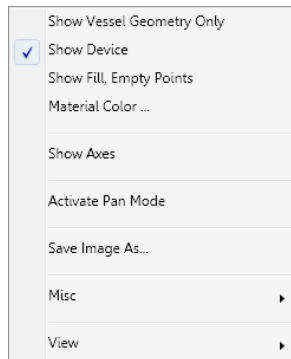 Show Vessel Geometry Only
Show Device
Show Fill, Empty Points
Material Color ...
Show Axes
Activate Pan Mode
Save Image As...
Misc
View